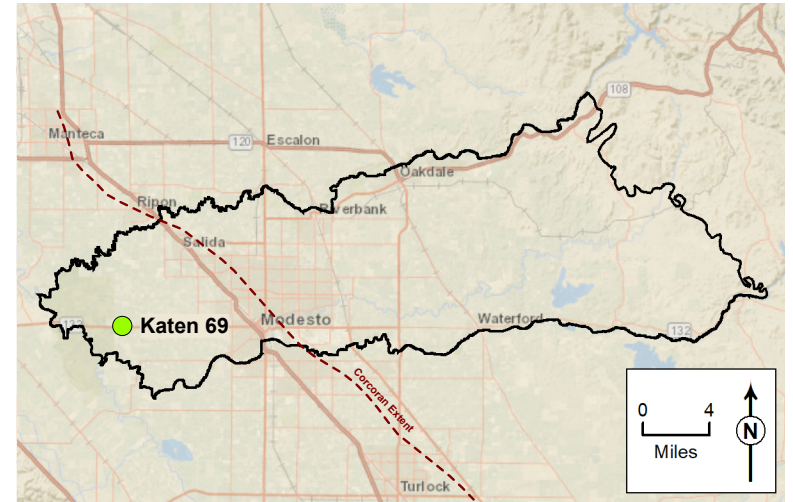 108
Manteca
120
Escalon
Oakdale
Ripon
Riverbank
Salida
132
Katen 69
Modesto
Waterford
132
Corcoran Extent
0 4
Miles
N
Turlock